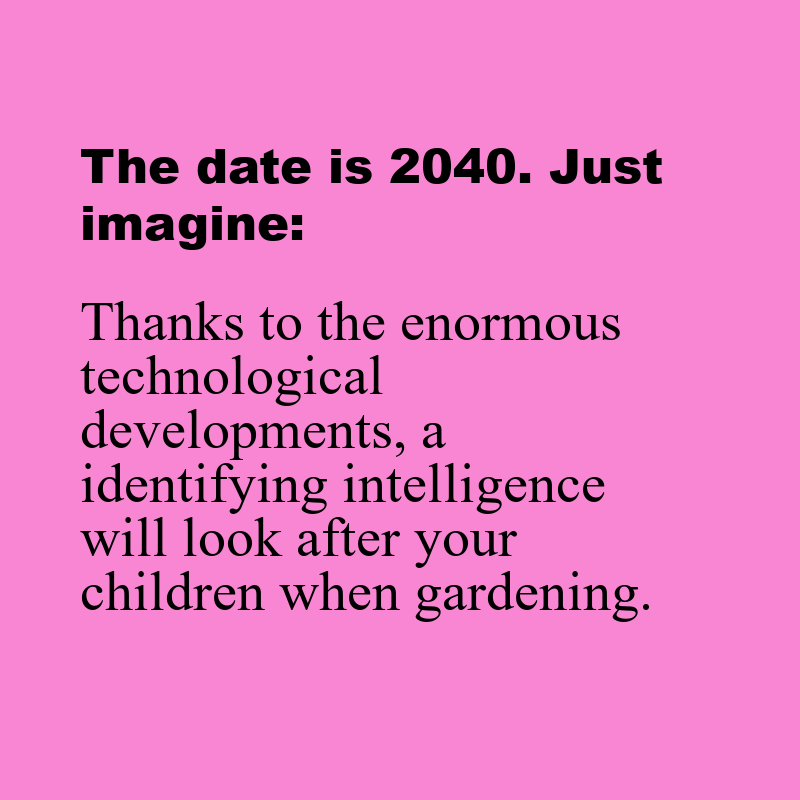 The date is 2040. Just
imagine:
Thanks to the enormous
technological
developments, a
identifying intelligence
will look after your
children when gardening.